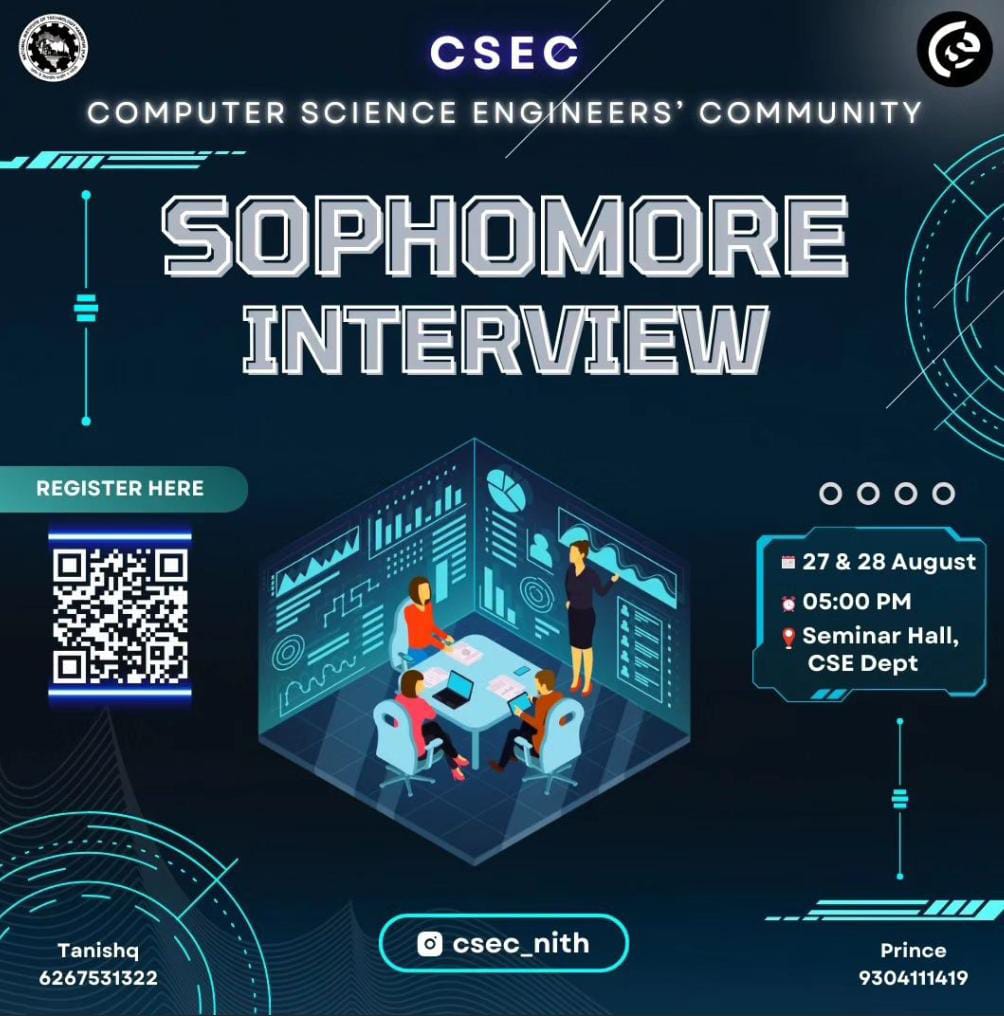 CSEC
COMPUTER SCIENCE ENGINEERS’ COMMUNITY
SOPHOMORE
INTERVIEW
REGISTER HERE
27 & 28 August
05:00 PM
Seminar Hall,
CSE Dept
csec_nith
Tanishq
6267531322
Prince
9304111419